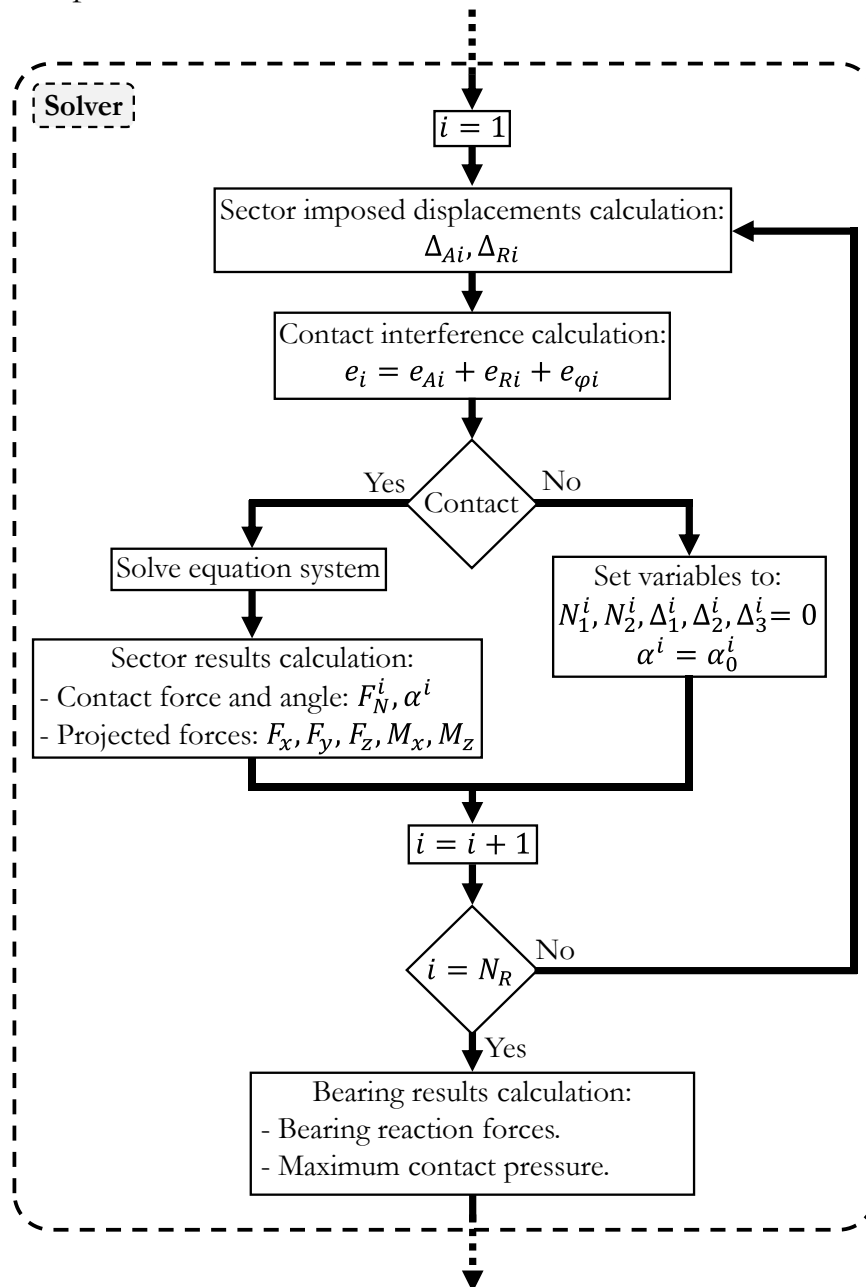 Solver
i = 1
Sector imposed displacements calculation:
Δ_{Ai}, Δ_{Ri}
Contact interference calculation:
e_i = e_{Ai} + e_{Ri} + e_{φi}
Yes
Contact
No
Solve equation system
Set variables to:
N_1^i, N_2^i, Δ_1^i, Δ_2^i, Δ_3^i = 0
α^i = α_0^i
Sector results calculation:
- Contact force and angle: F_N^i, α^i
- Projected forces: F_x, F_y, F_z, M_x, M_z
i = i + 1
i = N_R
No
Yes
Bearing results calculation:
- Bearing reaction forces.
- Maximum contact pressure.